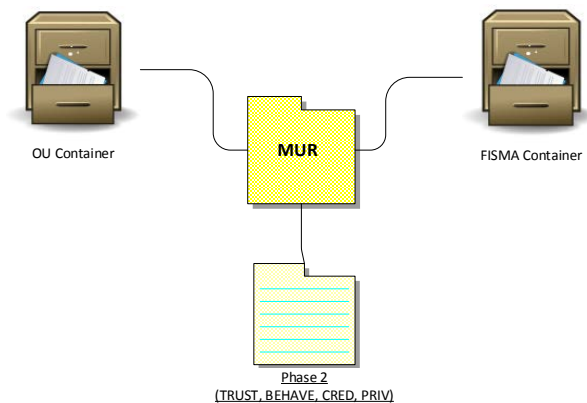 MUR
OU Container
FISMA Container
Phase 2
(TRUST, BEHAVE, CRED, PRIV)